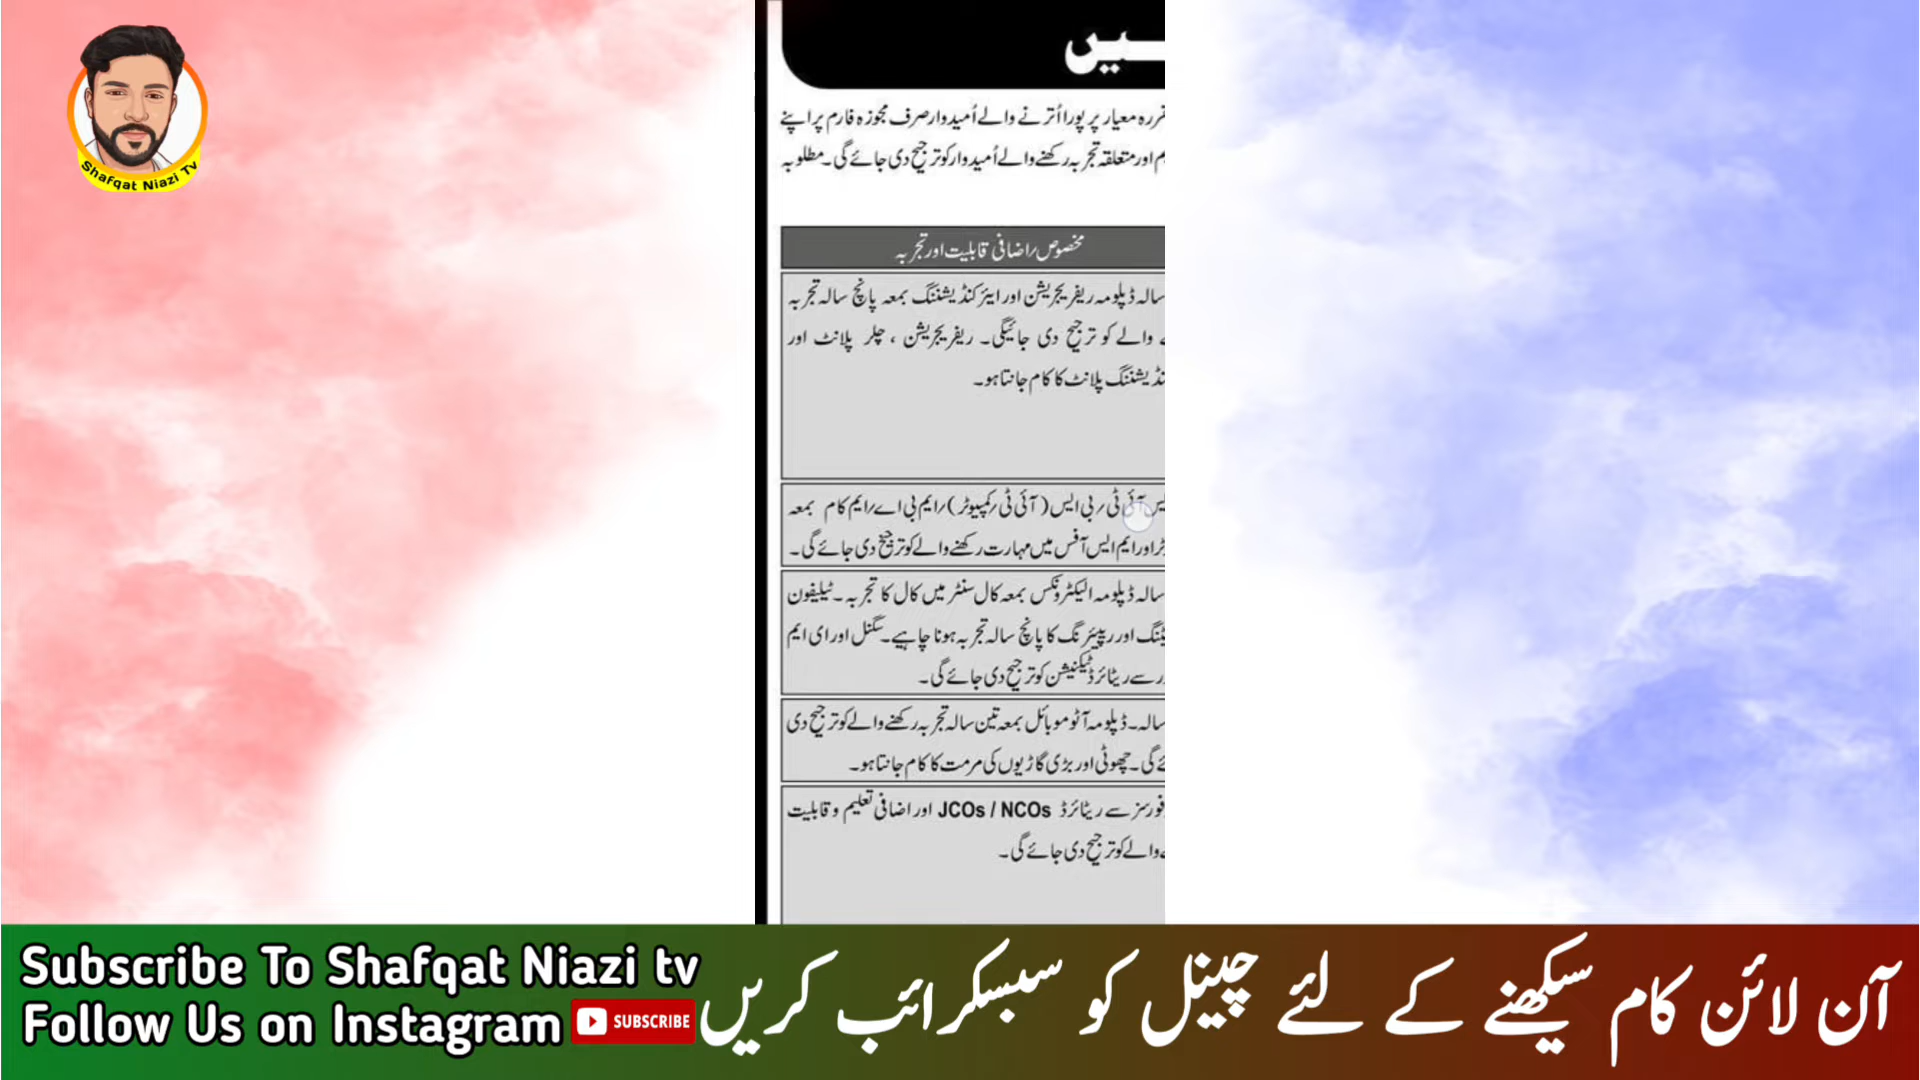 Shafqat Niazi Tv
ـیں
مقررہ معیار پر پورا اُترنے والے اُمیدوار صرف مجوزہ فارم پر اپنے
اور متعلقہ تجربہ رکھنے والے اُمیدوار کو ترجیح دی جائے گی۔ مطلوبہ
مخصوص/اضافی قابلیت اور تجربہ
سالہ ڈپلومہ ریفریجریشن اور ایئر کنڈیشننگ بمعہ پانچ سالہ تجربہ
والے کو ترجیح دی جائیگی۔ ریفریجریشن ، چلر پلانٹ اور
کنڈیشننگ پلانٹ کا کام جانتا ہو۔
آئی ٹی/بی ایس (آئی ٹی/کمپیوٹر)/ایم بی اے/ایم کام بمعہ
اور ایم ایس آفس میں مہارت رکھنے والے کو ترجیح دی جائے گی۔
سالہ ڈپلومہ الیکٹرونکس بمعہ کال سنٹر میں کال کا تجربہ۔ ٹیلیفون
اور ریپیئرنگ کا پانچ سالہ تجربہ ہونا چاہیے۔ سگنل اور ای ایم
سے ریٹائرڈ ٹیکنیشن کو ترجیح دی جائے گی۔
سالہ۔ ڈپلومہ آٹو موبائل بمعہ تین سالہ تجربہ رکھنے والے کو ترجیح دی
گی۔ چھوٹی اور بڑی گاڑیوں کی مرمت کا کام جانتا ہو۔
فورسز سے ریٹائرڈ JCOs / NCOs اور اضافی تعلیم و قابلیت
والے کو ترجیح دی جائے گی۔
Subscribe To Shafqat Niazi tv
Follow Us on Instagram SUBSCRIBE
آن لائن کام سیکھنے کے لئے چینل کو سبسکرائب کریں